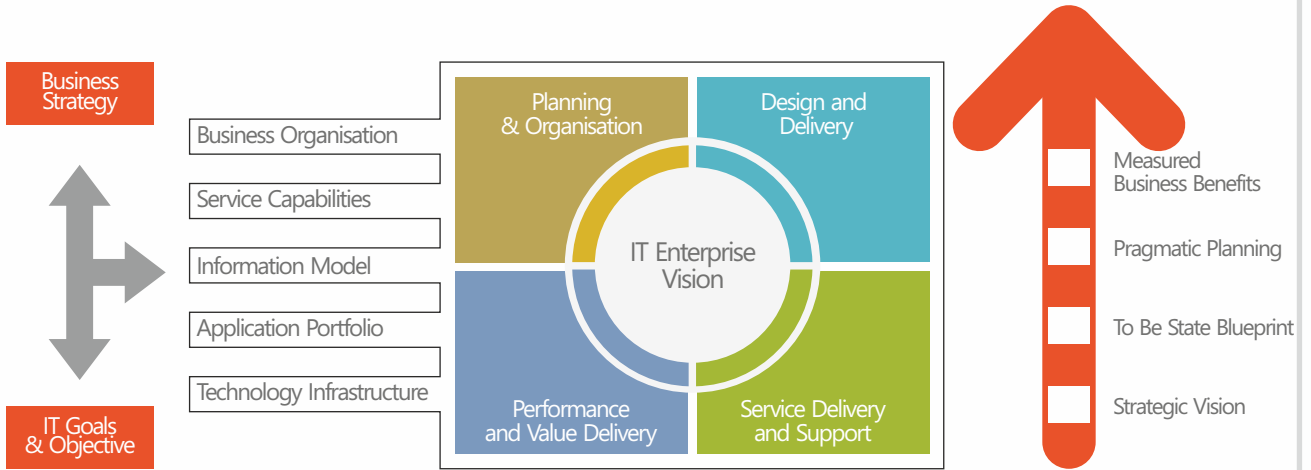 Business
Strategy
IT Goals
& Objective
Business Organisation
Service Capabilities
Information Model
Application Portfolio
Technology Infrastructure
Planning
& Organisation
Design and
Delivery
IT Enterprise
Vision
Performance
and Value Delivery
Service Delivery
and Support
Measured
Business Benefits
Pragmatic Planning
To Be State Blueprint
Strategic Vision